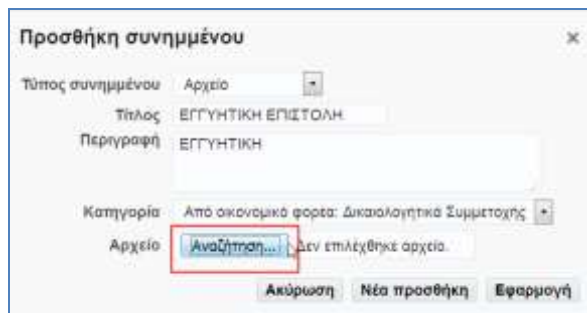 Προσθήκη συνημμένου ×
Τύπος συνημμένου Αρχείο
Τίτλος ΕΓΓΥΗΤΙΚΗ ΕΠΙΣΤΟΛΗ
Περιγραφή ΕΓΓΥΗΤΙΚΗ
Κατηγορία Από οικονομικό φορέα: Δικαιολογητικά Συμμετοχής
Αρχείο Αναζήτηση... Δεν επιλέχθηκε αρχείο.
Ακύρωση Νέα προσθήκη Εφαρμογή